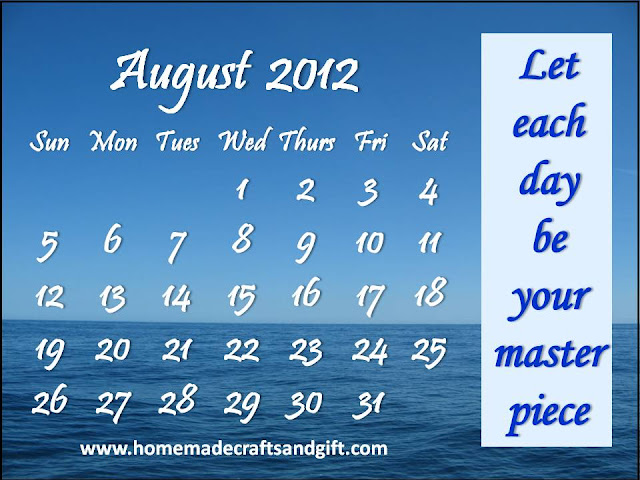 August 2012
Sun Mon Tues Wed Thurs Fri Sat
1 2 3 4
5 6 7 8 9 10 11
12 13 14 15 16 17 18
19 20 21 22 23 24 25
26 27 28 29 30 31
www.homemadecraftsandgift.com
Let
each
day
be
your
master
piece